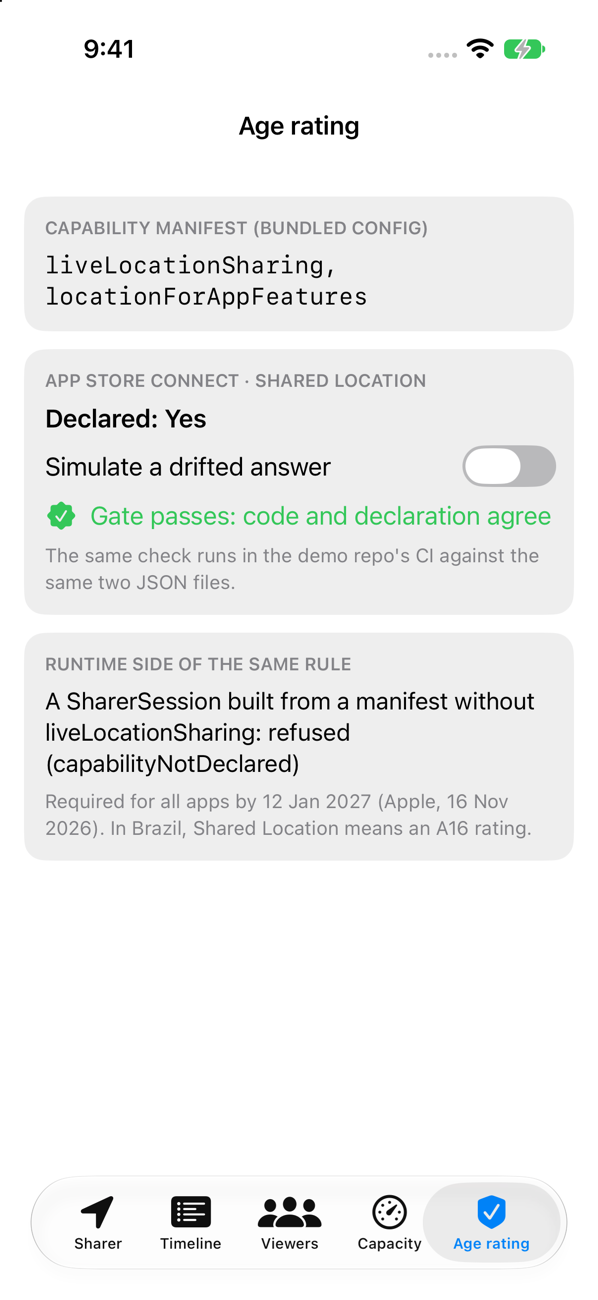 9:41
Age rating
CAPABILITY MANIFEST (BUNDLED CONFIG)
liveLocationSharing,
locationForAppFeatures
APP STORE CONNECT · SHARED LOCATION
Declared: Yes
Simulate a drifted answer
Gate passes: code and declaration agree
The same check runs in the demo repo's CI against the
same two JSON files.
RUNTIME SIDE OF THE SAME RULE
A SharerSession built from a manifest without
liveLocationSharing: refused
(capabilityNotDeclared)
Required for all apps by 12 Jan 2027 (Apple, 16 Nov
2026). In Brazil, Shared Location means an A16 rating.
Sharer Timeline Viewers Capacity Age rating